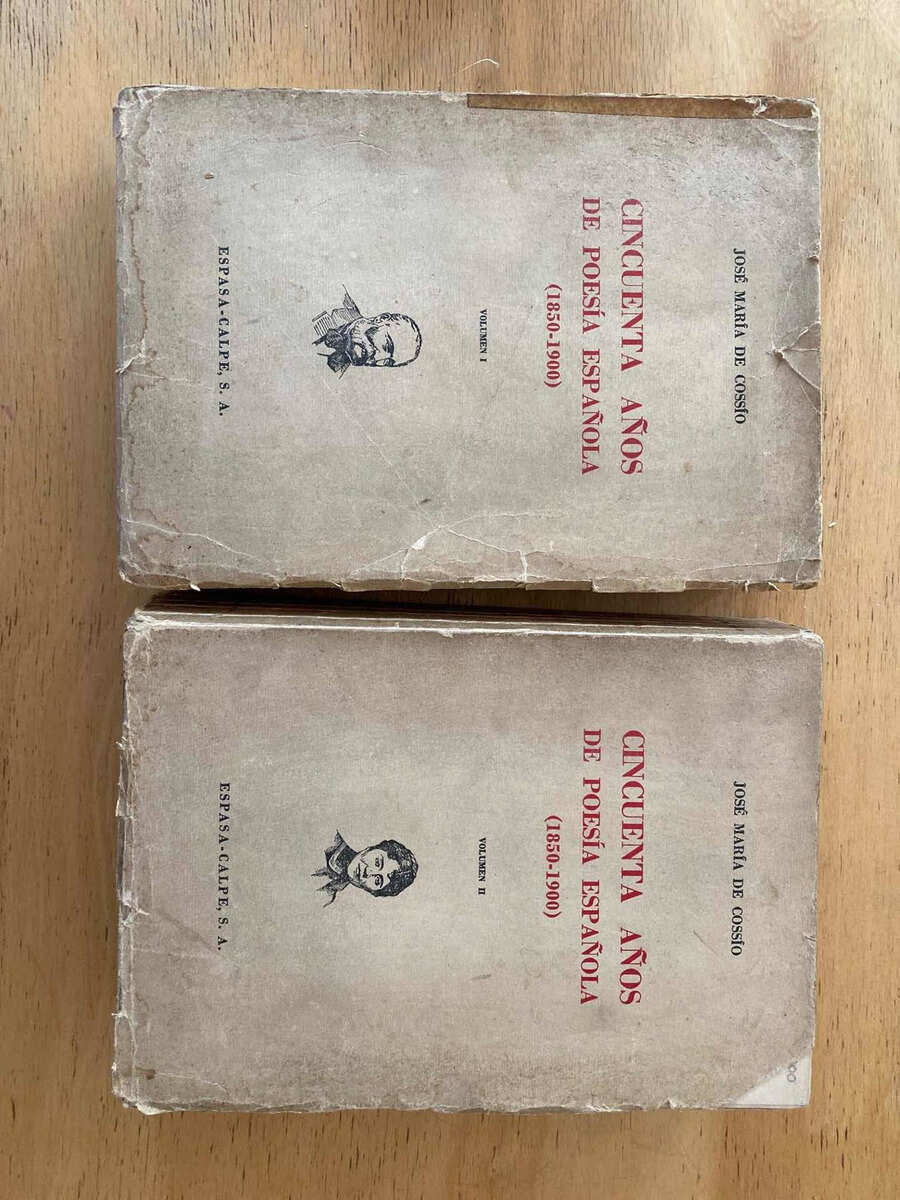 JOSÉ MARÍA DE COSSÍO
CINCUENTA AÑOS
DE POESÍA ESPAÑOLA
(1850-1900)
VOLUMEN I
ESPASA-CALPE, S. A.
JOSÉ MARÍA DE COSSÍO
CINCUENTA AÑOS
DE POESÍA ESPAÑOLA
(1850-1900)
VOLUMEN II
ESPASA-CALPE, S. A.